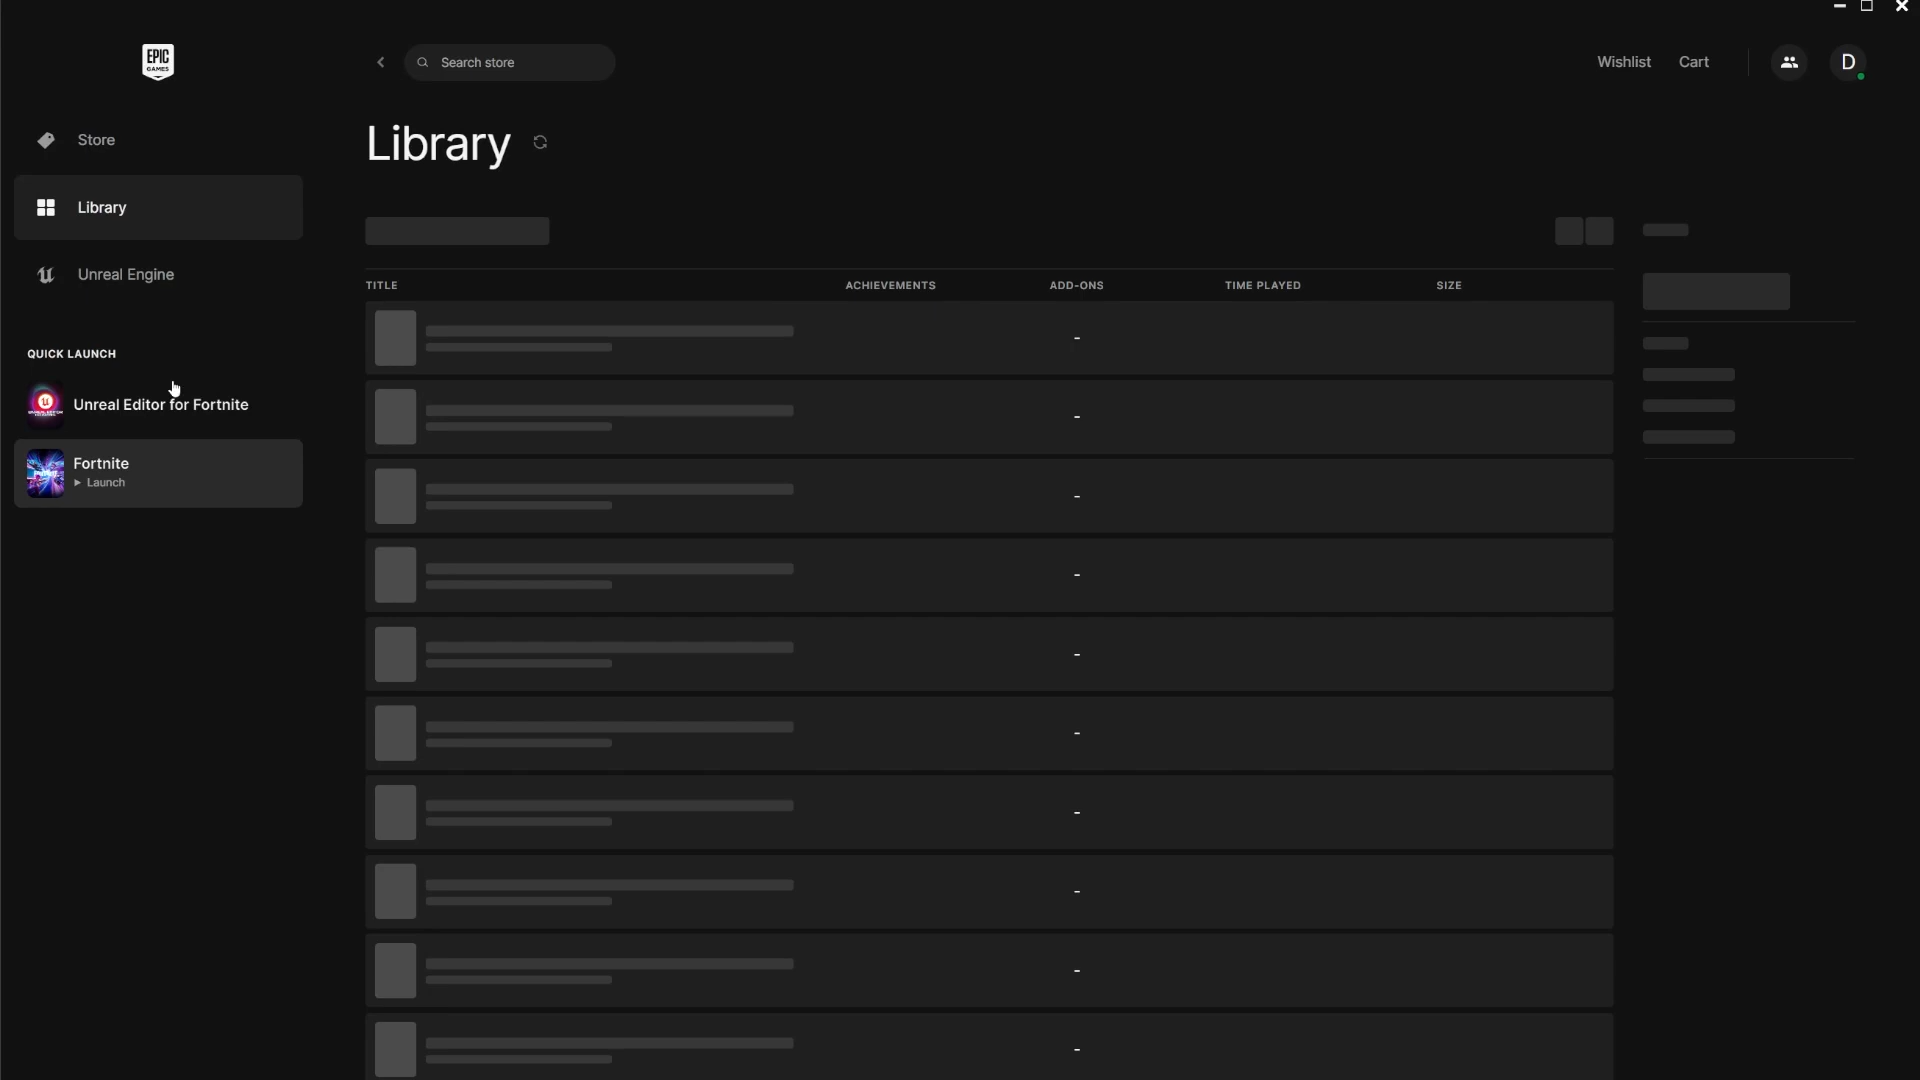 EPIC
GAMES
Search store
Wishlist
Cart
D
Store
Library
Library
Unreal Engine
TITLE
ACHIEVEMENTS
ADD-ONS
TIME PLAYED
SIZE
QUICK LAUNCH
Unreal Editor for Fortnite
Fortnite
Launch
-
-
-
-
-
-
-
-
-
-